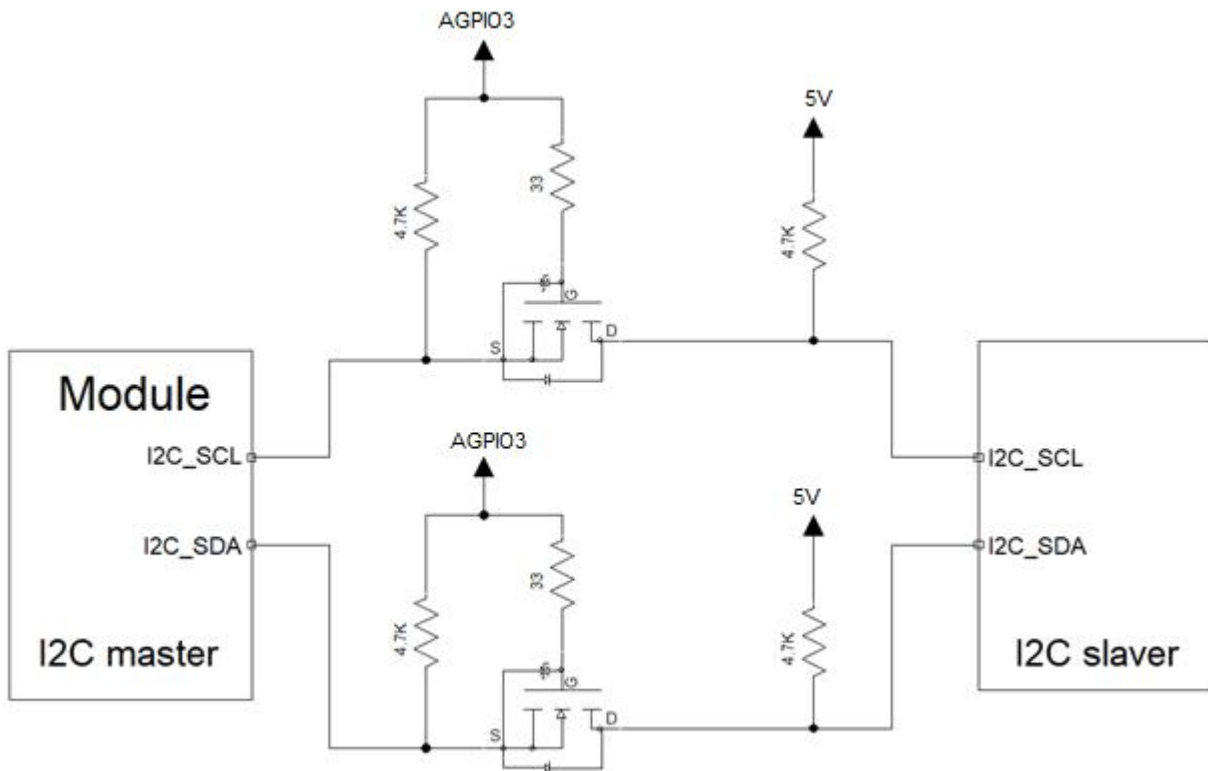 AGPIO3
5V
33
4.7K
4.7K
G
D
S
Module
I2C_SCL
I2C_SCL
AGPIO3
5V
I2C_SDA
I2C_SDA
33
4.7K
4.7K
I2C master
I2C slaver
G
D
S